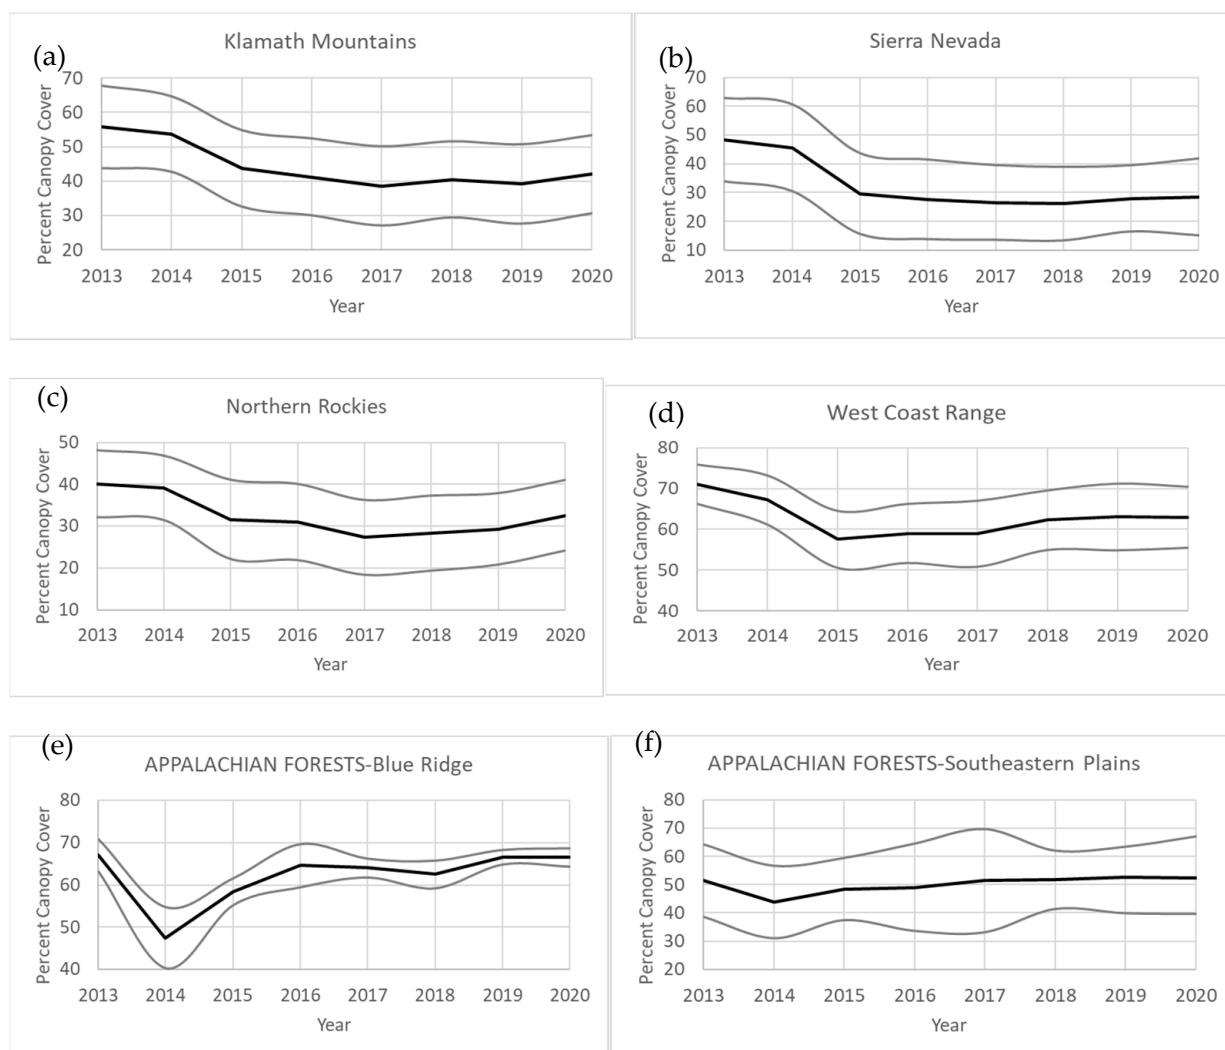 (a)
Klamath Mountains
Percent Canopy Cover
70
60
50
40
30
20
2013 2014 2015 2016 2017 2018 2019 2020
Year
(b)
Sierra Nevada
Percent Canopy Cover
70
60
50
40
30
20
10
2013 2014 2015 2016 2017 2018 2019 2020
Year
(c)
Northern Rockies
Percent Canopy Cover
50
40
30
20
10
2013 2014 2015 2016 2017 2018 2019 2020
Year
(d)
West Coast Range
Percent Canopy Cover
80
70
60
50
40
2013 2014 2015 2016 2017 2018 2019 2020
Year
(e)
APPALACHIAN FORESTS-Blue Ridge
Percent Canopy Cover
80
70
60
50
40
2013 2014 2015 2016 2017 2018 2019 2020
Year
(f)
APPALACHIAN FORESTS-Southeastern Plains
Percent Canopy Cover
80
70
60
50
40
30
20
2013 2014 2015 2016 2017 2018 2019 2020
Year